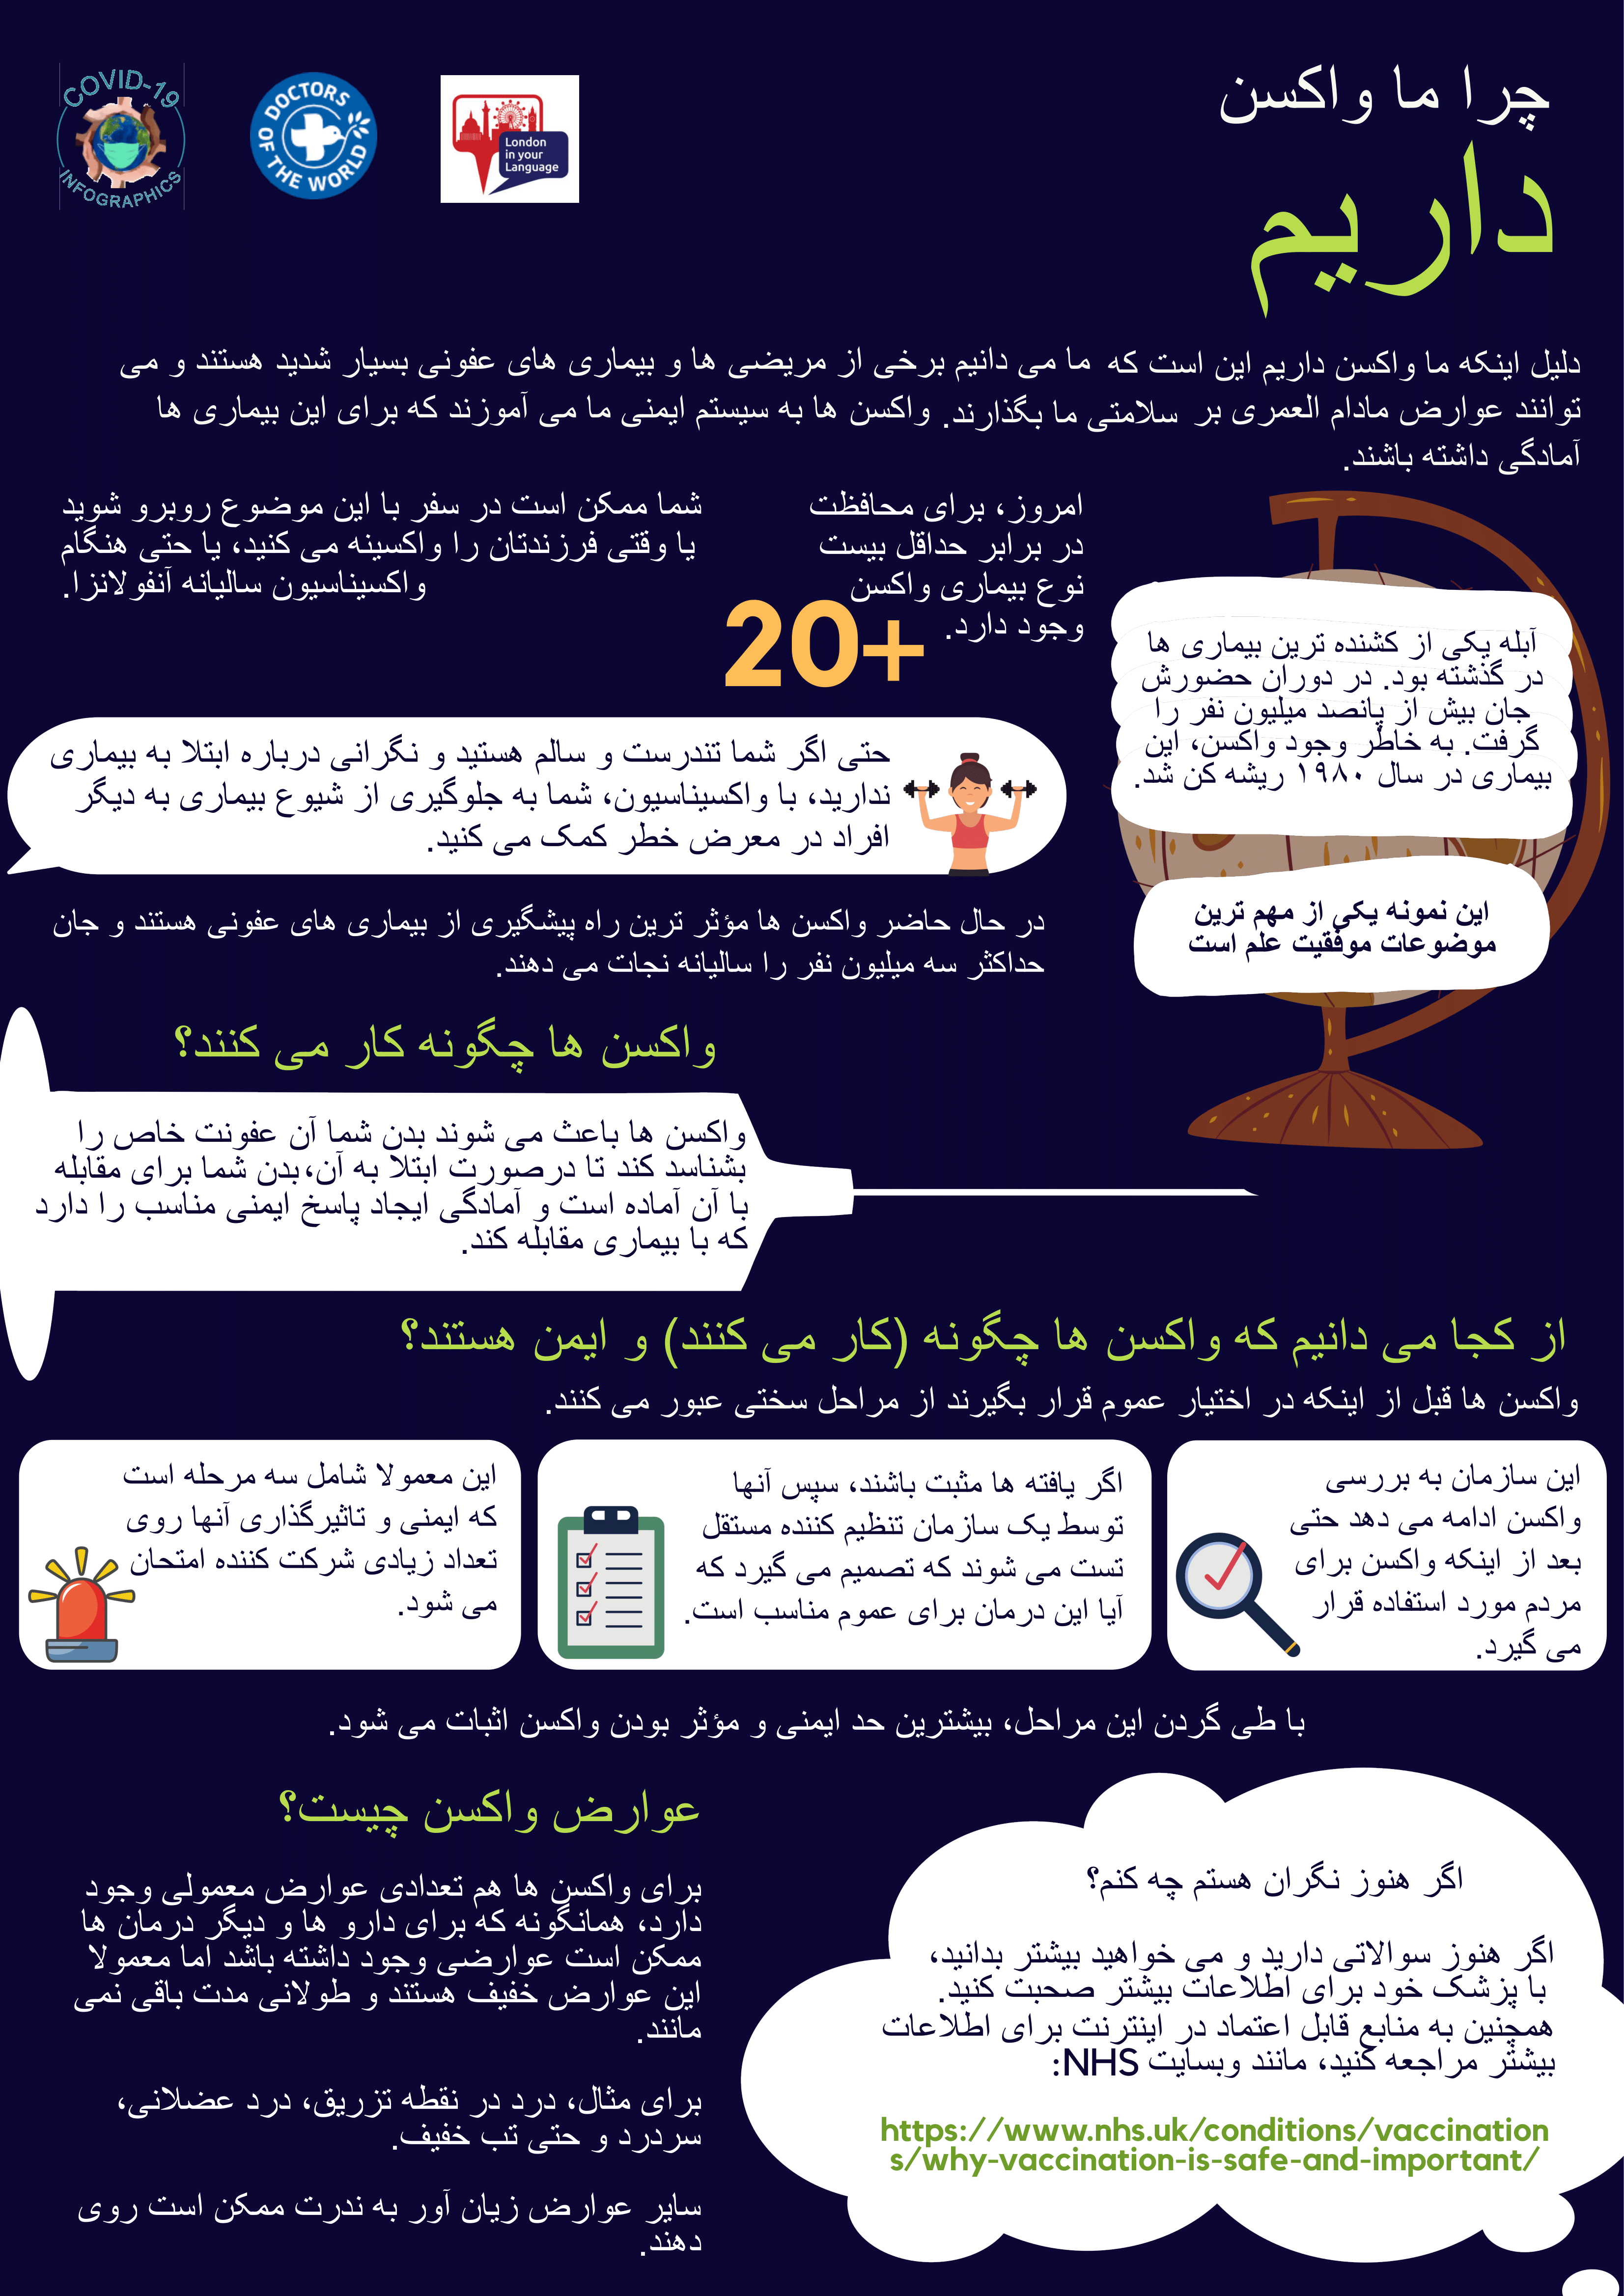 COVID-19
INFOGRAPHICS
DOCTORS
OF THE WORLD
London
in your
Language
چرا ما واکسن
داریم
دلیل اینکه ما واکسن داریم این است که ما می دانیم برخی از مریضی ها و بیماری های عفونی بسیار شدید هستند و می
توانند عوارض مادام العمری بر سلامتی ما بگذارند. واکسن ها به سیستم ایمنی ما می آموزند که برای این بیماری ها
آمادگی داشته باشند.
آبله یکی از کشنده ترین بیماری ها
در گذشته بود. در دوران حضورش
جان بیش از پانصد میلیون نفر را
گرفت. به خاطر وجود واکسن، این
بیماری در سال ۱۹۸۰ ریشه کن شد.
این نمونه یکی از مهم ترین
موضوعات موفقیت علم است
امروز، برای محافظت
در برابر حداقل بیست
نوع بیماری واکسن
وجود دارد.
20+
شما ممکن است در سفر با این موضوع روبرو شوید
یا وقتی فرزندتان را واکسینه می کنید، یا حتی هنگام
واکسیناسیون سالیانه آنفولانزا.
حتی اگر شما تندرست و سالم هستید و نگرانی درباره ابتلا به بیماری
ندارید، با واکسیناسیون، شما به جلوگیری از شیوع بیماری به دیگر
افراد در معرض خطر کمک می کنید.
در حال حاضر واکسن ها مؤثر ترین راه پیشگیری از بیماری های عفونی هستند و جان
حداکثر سه میلیون نفر را سالیانه نجات می دهند.
واکسن ها چگونه کار می کنند؟
واکسن ها باعث می شوند بدن شما آن عفونت خاص را
بشناسد کند تا درصورت ابتلا به آن،بدن شما برای مقابله
با آن آماده است و آمادگی ایجاد پاسخ ایمنی مناسب را دارد
که با بیماری مقابله کند.
از کجا می دانیم که واکسن ها چگونه (کار می کنند) و ایمن هستند؟
واکسن ها قبل از اینکه در اختیار عموم قرار بگیرند از مراحل سختی عبور می کنند.
این سازمان به بررسی
واکسن ادامه می دهد حتی
بعد از اینکه واکسن برای
مردم مورد استفاده قرار
می گیرد.
اگر یافته ها مثبت باشند، سپس آنها
توسط یک سازمان تنظیم کننده مستقل
تست می شوند که تصمیم می گیرد که
آیا این درمان برای عموم مناسب است.
این معمولا شامل سه مرحله است
که ایمنی و تاثیرگذاری آنها روی
تعداد زیادی شرکت کننده امتحان
می شود.
با طی گردن این مراحل، بیشترین حد ایمنی و مؤثر بودن واکسن اثبات می شود.
اگر هنوز نگران هستم چه کنم؟
اگر هنوز سوالاتی دارید و می خواهید بیشتر بدانید،
با پزشک خود برای اطلاعات بیشتر صحبت کنید.
همچنین به منابع قابل اعتماد در اینترنت برای اطلاعات
بیشتر مراجعه کنید، مانند وبسایت NHS:
https://www.nhs.uk/conditions/vaccination
s/why-vaccination-is-safe-and-important/
عوارض واکسن چیست؟
برای واکسن ها هم تعدادی عوارض معمولی وجود
دارد، همانگونه که برای دارو ها و دیگر درمان ها
ممکن است عوارضی وجود داشته باشد اما معمولا
این عوارض خفیف هستند و طولانی مدت باقی نمی
مانند.
برای مثال، درد در نقطه تزریق، درد عضلانی،
سردرد و حتی تب خفیف.
سایر عوارض زیان آور به ندرت ممکن است روی
دهند.